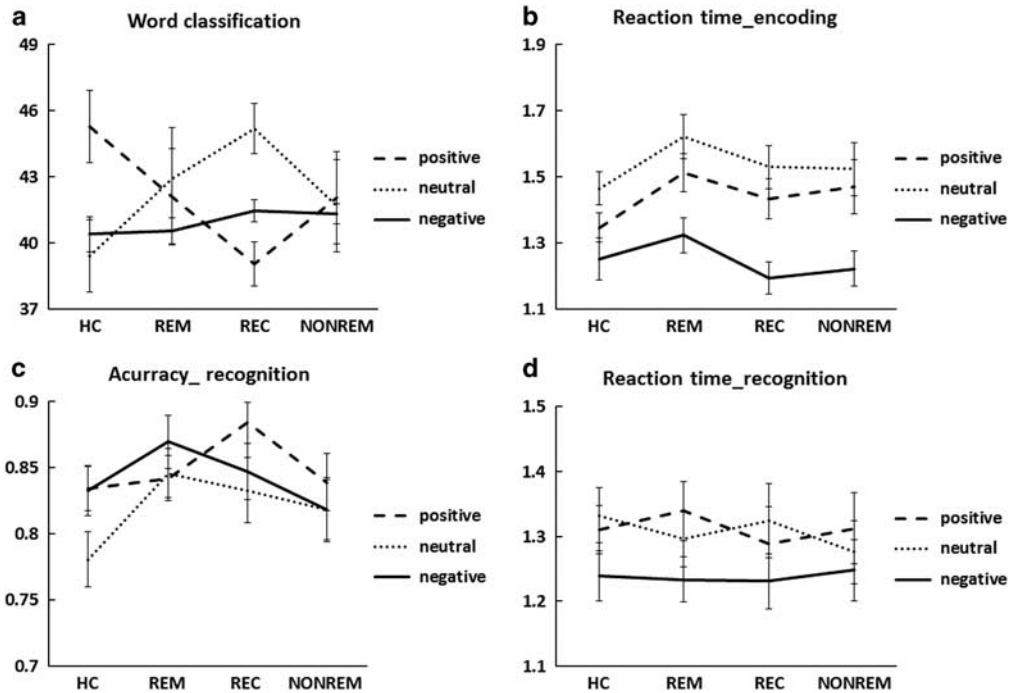 a
Word classification
49
46
43
40
37
HC REM REC NONREM
positive
neutral
negative
b
Reaction time_encoding
1.9
1.7
1.5
1.3
1.1
HC REM REC NONREM
positive
neutral
negative
c
Acurracy_ recognition
0.9
0.85
0.8
0.75
0.7
HC REM REC NONREM
positive
neutral
negative
d
Reaction time_recognition
1.5
1.4
1.3
1.2
1.1
HC REM REC NONREM
positive
neutral
negative